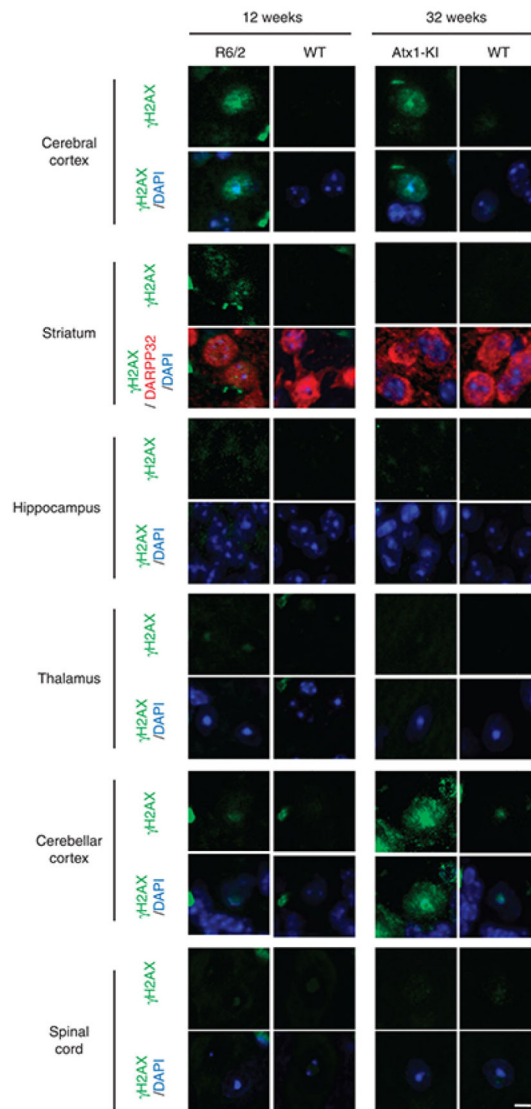 12 weeks
32 weeks
R6/2
WT
Atx1-KI
WT
Cerebral
cortex
γH2AX
γH2AX
/DAPI
Striatum
γH2AX
γH2AX
/ DARPP32
/DAPI
Hippocampus
γH2AX
γH2AX
/DAPI
Thalamus
γH2AX
γH2AX
/DAPI
Cerebellar
cortex
γH2AX
γH2AX
/DAPI
Spinal
cord
γH2AX
γH2AX
/DAPI